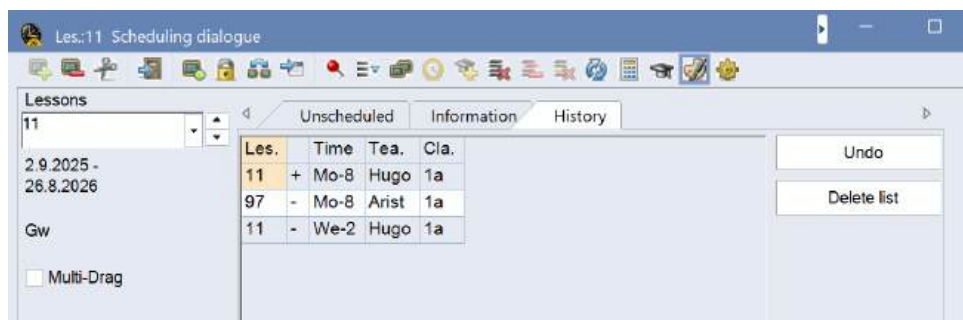 Les.:11 Scheduling dialogue
Lessons
11
2.9.2025 -
26.8.2026
Gw
Multi-Drag
Unscheduled Information History
Les. Time Tea. Cla.
11 + Mo-8 Hugo 1a
97 - Mo-8 Arist 1a
11 - We-2 Hugo 1a
Undo
Delete list